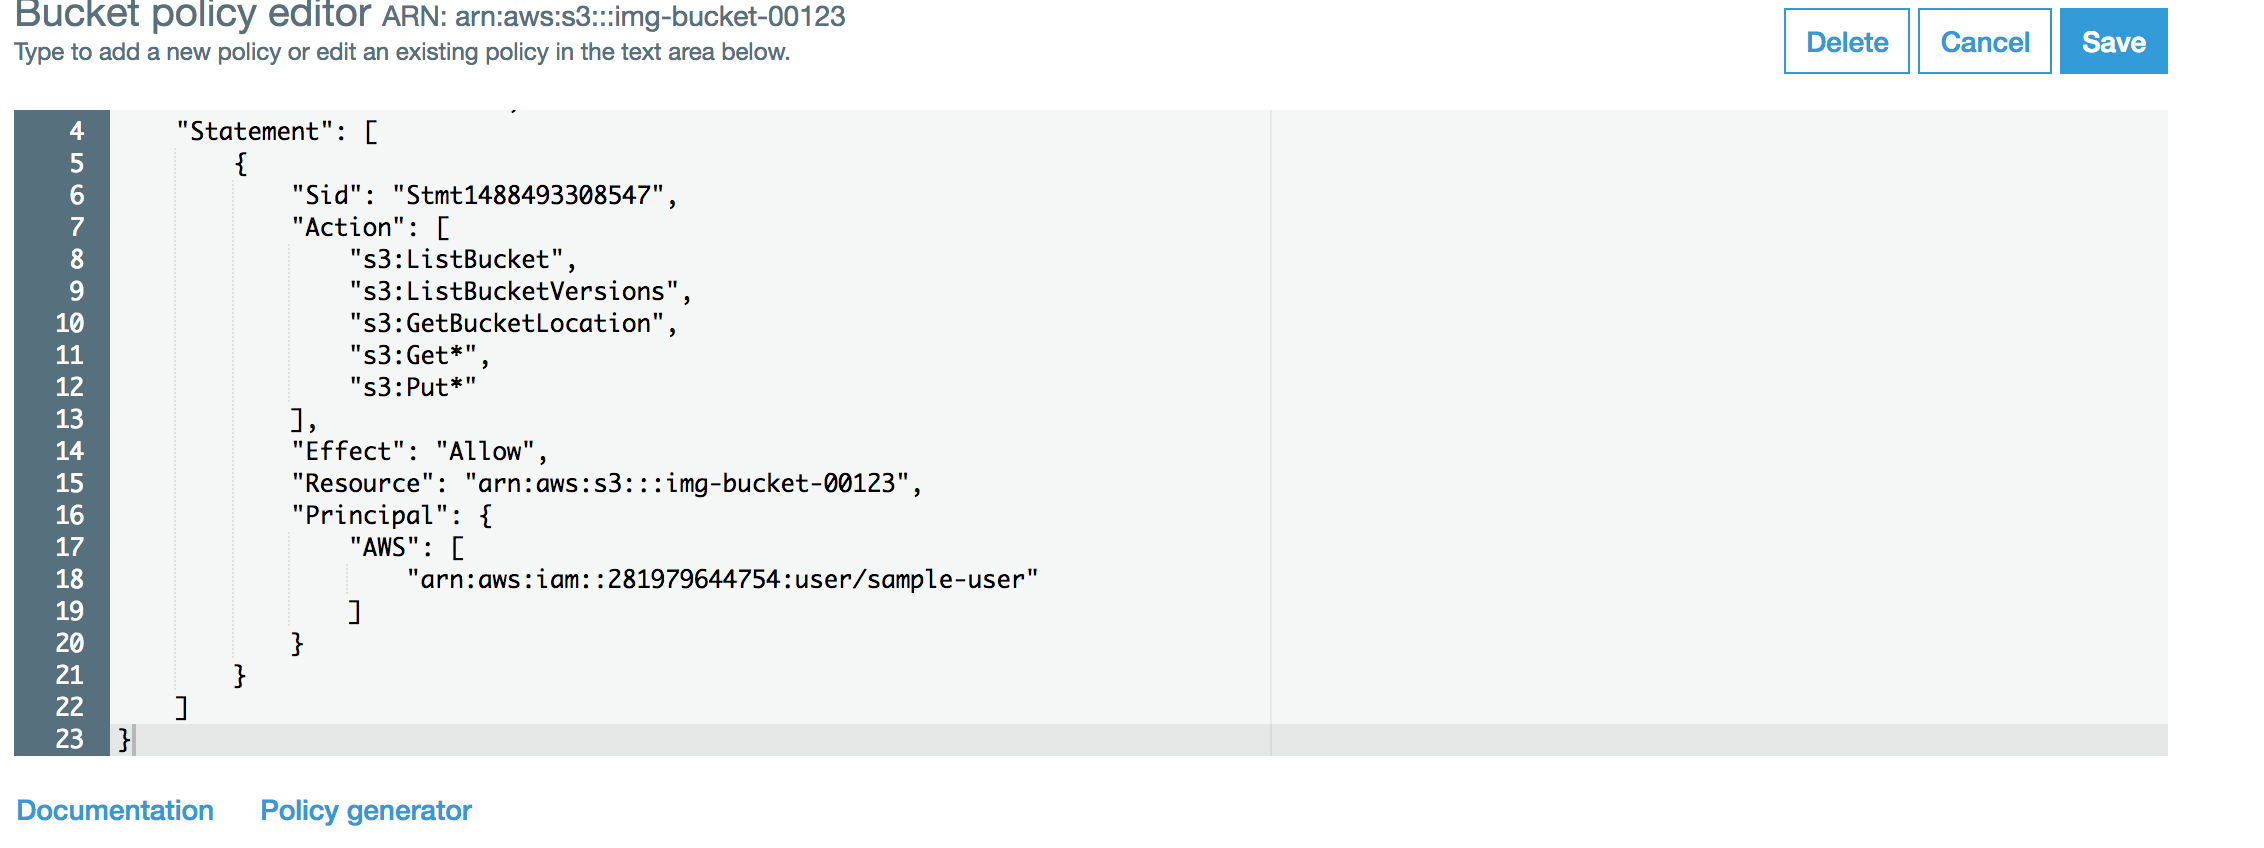 Bucket policy editor ARN: arn:aws:s3:::img-bucket-00123
Type to add a new policy or edit an existing policy in the text area below.
Delete Cancel Save
4 "Statement": [
5 {
6 "Sid": "Stmt1488493308547",
7 "Action": [
8 "s3:ListBucket",
9 "s3:ListBucketVersions",
10 "s3:GetBucketLocation",
11 "s3:Get*",
12 "s3:Put*"
13 ],
14 "Effect": "Allow",
15 "Resource": "arn:aws:s3:::img-bucket-00123",
16 "Principal": {
17 "AWS": [
18 "arn:aws:iam::281979644754:user/sample-user"
19 ]
20 }
21 }
22 ]
23 }
Documentation Policy generator